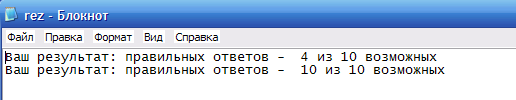 rez - Блокнот
Файл Правка Формат Вид Справка
Ваш результат: правильных ответов -  4 из 10 возможных
Ваш результат: правильных ответов -  10 из 10 возможных